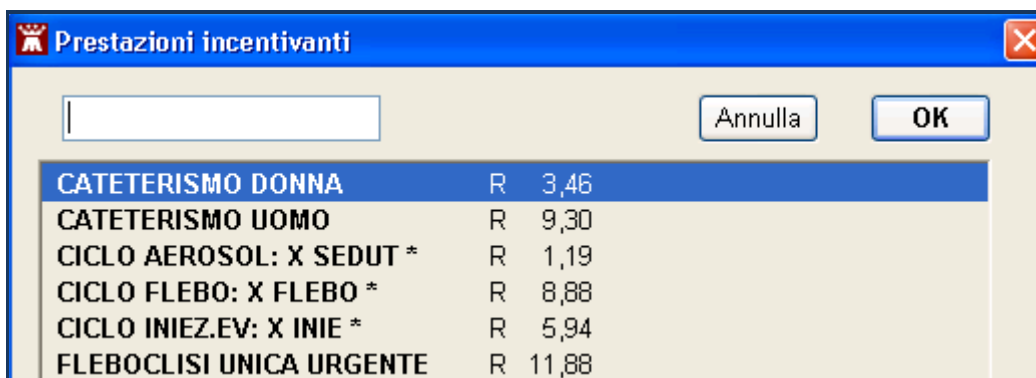 Prestazioni incentivanti
Annulla OK
CATETERISMO DONNA R 3,46
CATETERISMO UOMO R 9,30
CICLO AEROSOL: X SEDUT * R 1,19
CICLO FLEBO: X FLEBO * R 8,88
CICLO INIEZ.EV: X INIE * R 5,94
FLEBOCLISI UNICA URGENTE R 11,88